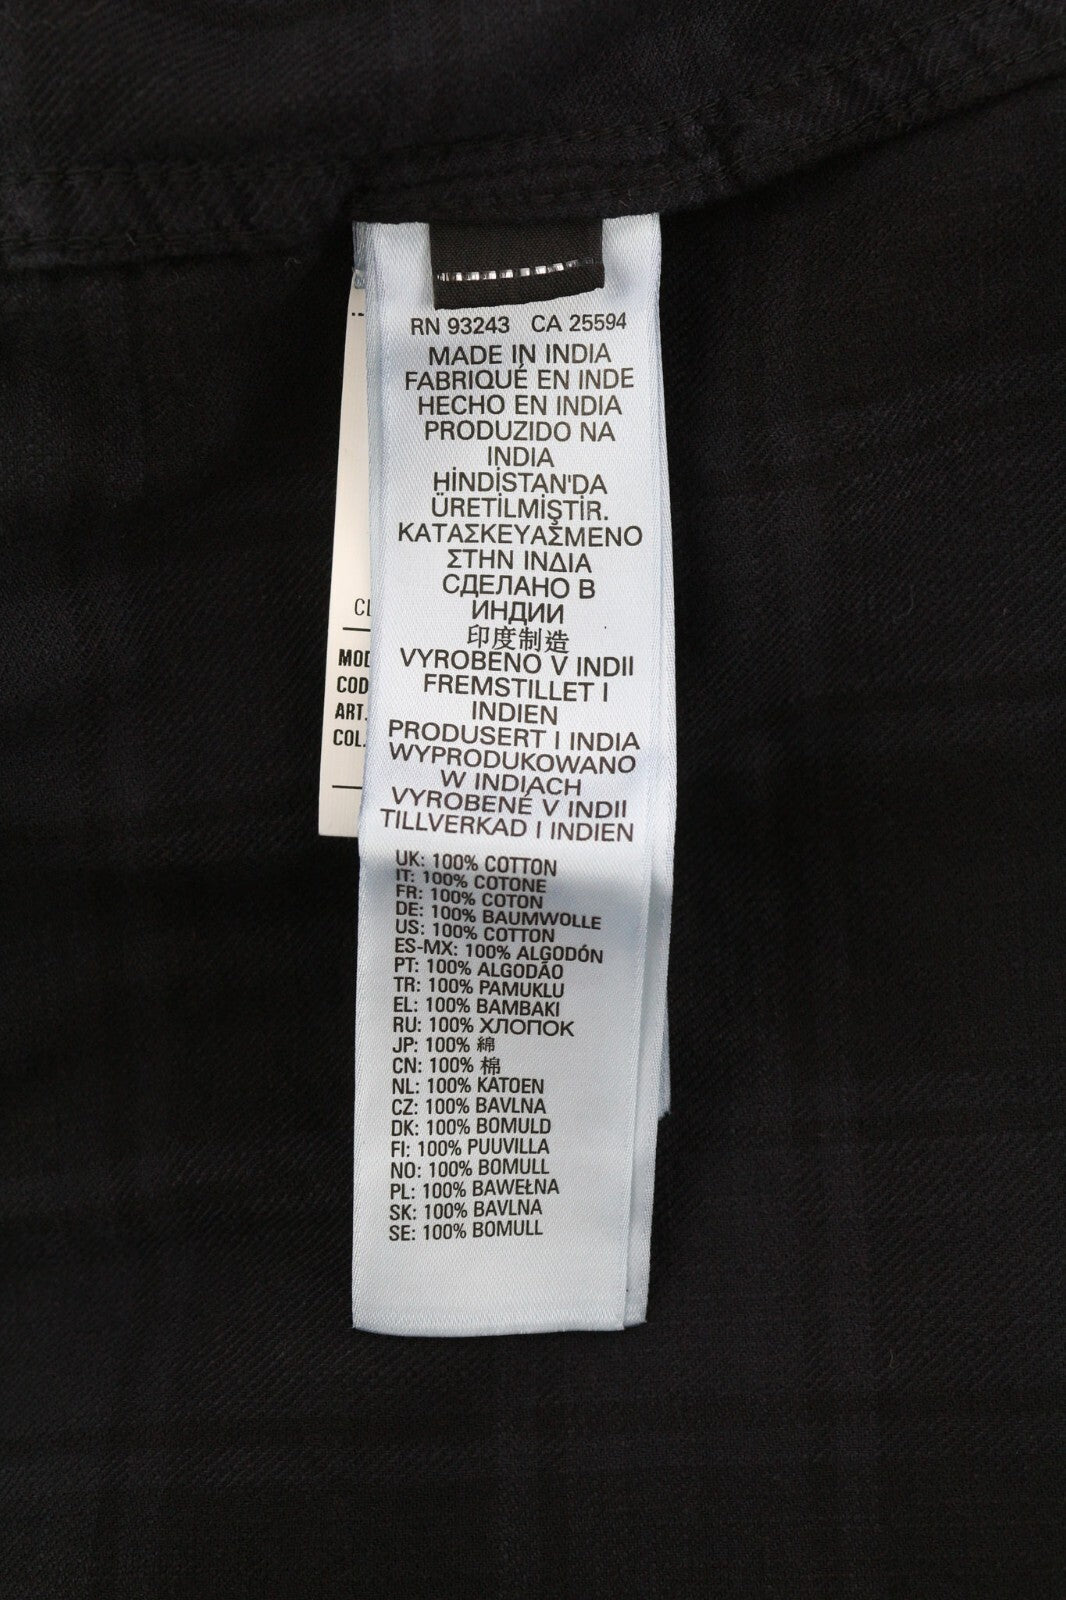 RN 93243 CA 25594
MADE IN INDIA
FABRIQUÉ EN INDE
HECHO EN INDIA
PRODUZIDO NA
INDIA
HİNDİSTAN'DA
ÜRETİLMİŞTİR.
ΚΑΤΑΣΚΕΥΑΣΜΕΝΟ
ΣΤΗΝ ΙΝΔΙΑ
СДЕЛАНО В
ИНДИИ
印度制造
VYROBENO V INDII
FREMSTILLET I
INDIEN
PRODUSERT I INDIA
WYPRODUKOWANO
W INDIACH
VYROBENÉ V INDII
TILLVERKAD I INDIEN
UK: 100% COTTON
IT: 100% COTONE
FR: 100% COTON
DE: 100% BAUMWOLLE
US: 100% COTTON
ES-MX: 100% ALGODÓN
PT: 100% ALGODÃO
TR: 100% PAMUKLU
EL: 100% BAMBAKI
RU: 100% ХЛОПОК
JP: 100% 綿
CN: 100% 棉
NL: 100% KATOEN
CZ: 100% BAVLNA
DK: 100% BOMULD
FI: 100% PUUVILLA
NO: 100% BOMULL
PL: 100% BAWEŁNA
SK: 100% BAVLNA
SE: 100% BOMULL
CL
MOD
COD
ART.
COL.